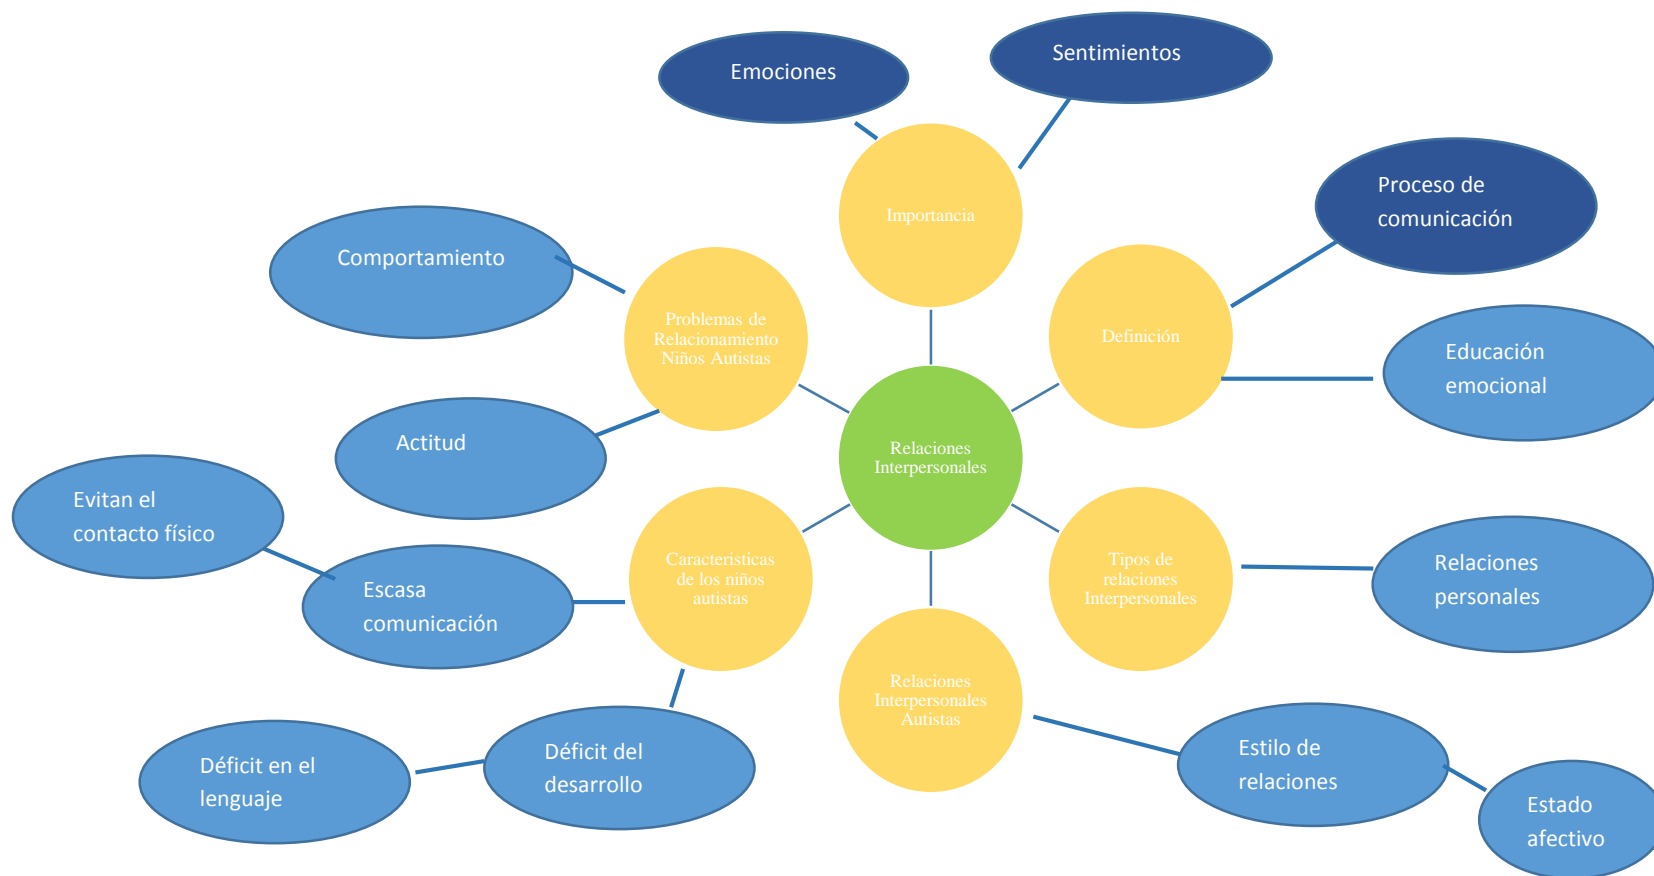 Sentimientos
Emociones
Proceso de
comunicación
Importancia
Comportamiento
Problemas de
Relacionamiento
Niños Autistas
Definición
Educación
emocional
Actitud
Relaciones
Interpersonales
Evitan el
contacto físico
Caracteristicas
de los niños
autistas
Tipos de
relaciones
Interpersonales
Relaciones
personales
Escasa
comunicación
Relaciones
Interpersonales
Autistas
Estilo de
relaciones
Déficit del
desarrollo
Déficit en el
lenguaje
Estado
afectivo